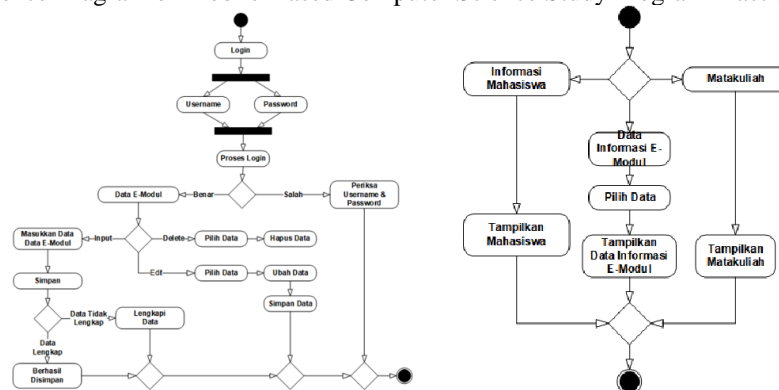 Login
Username
Password
Proses Login
Data E-Modul
Benar
Salah
Periksa
Username &
Password
Masukkan Data
Data E-Modul
Input
Delete
Pilih Data
Hapus Data
Edit
Pilih Data
Ubah Data
Simpan
Simpan Data
Data Tidak
Lengkap
Lengkapi
Data
Data
Lengkap
Berhasil
Disimpan
Informasi
Mahasiswa
Matakuliah
Data
Informasi E-
Modul
Pilih Data
Tampilkan
Mahasiswa
Tampilkan
Data Informasi
E-Modul
Tampilkan
Matakuliah